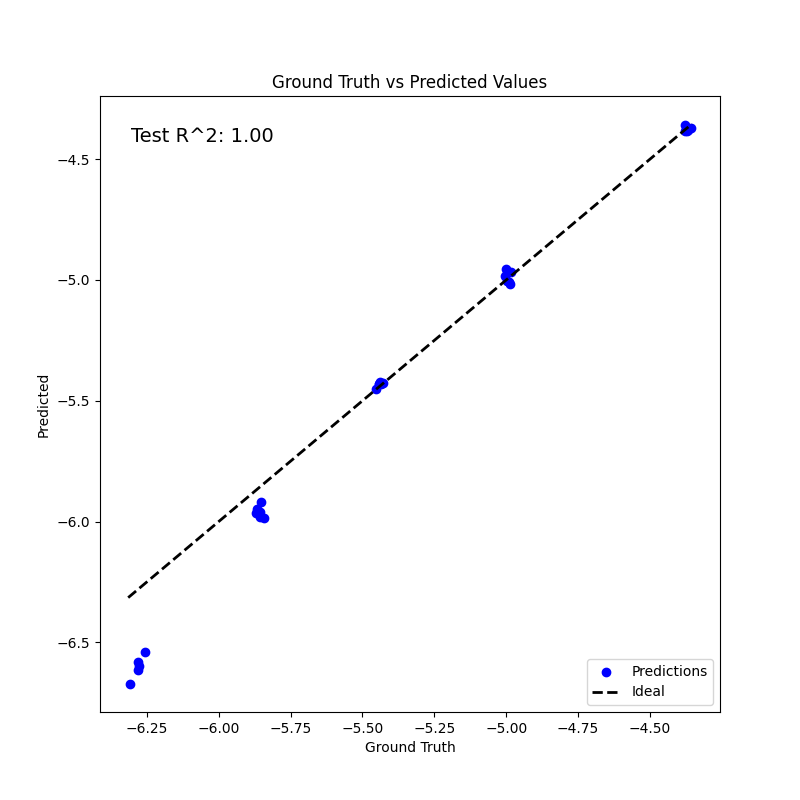 Ground Truth vs Predicted Values
Test R^2: 1.00
−4.5
−5.0
−5.5
−6.0
−6.5
Predicted
Predictions
Ideal
−6.25 −6.00 −5.75 −5.50 −5.25 −5.00 −4.75 −4.50
Ground Truth